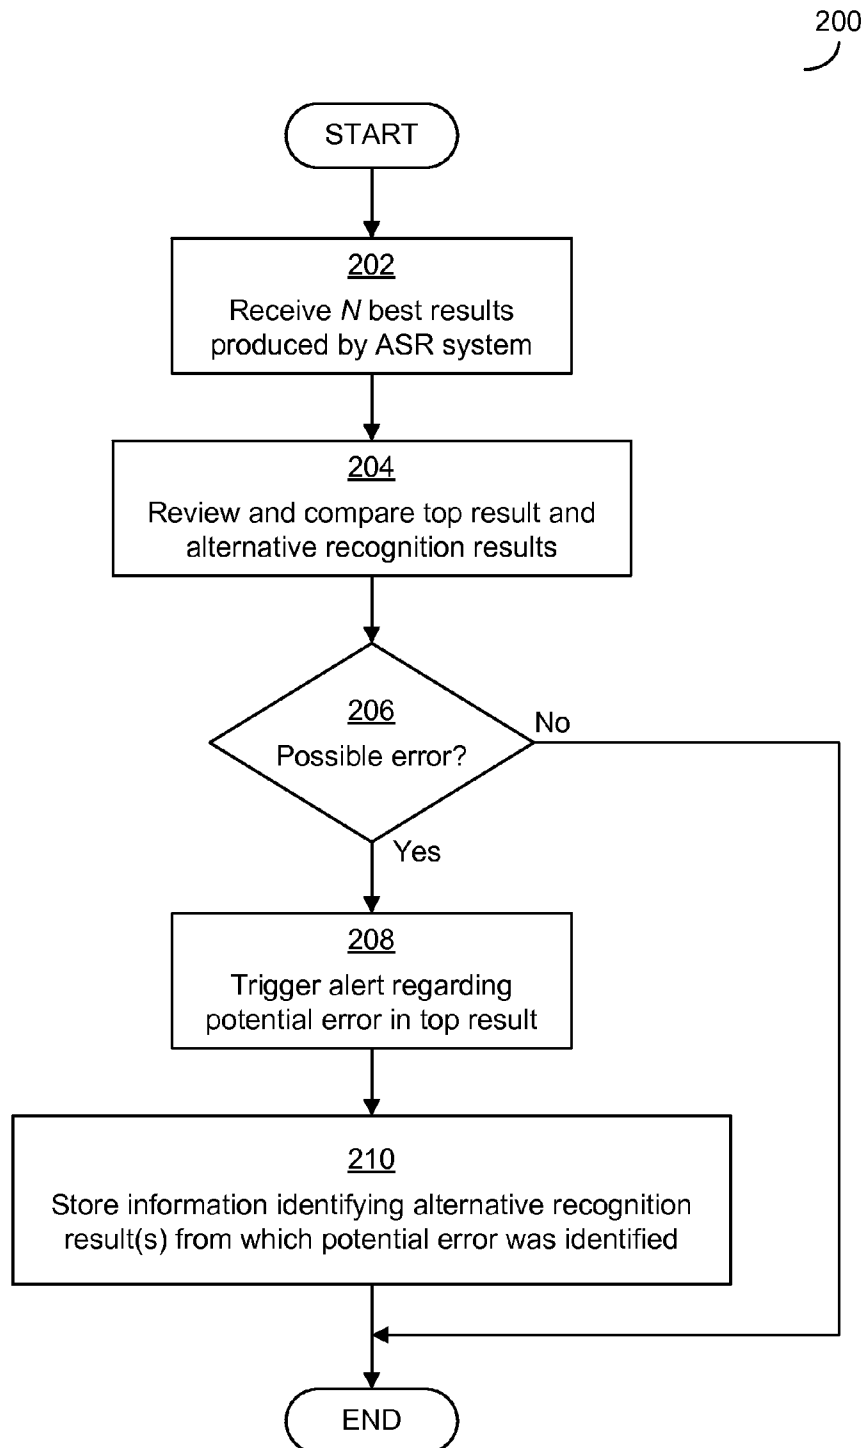 200
START
202
Receive N best results
produced by ASR system
204
Review and compare top result and
alternative recognition results
206
Possible error?
No
Yes
208
Trigger alert regarding
potential error in top result
210
Store information identifying alternative recognition
result(s) from which potential error was identified
END